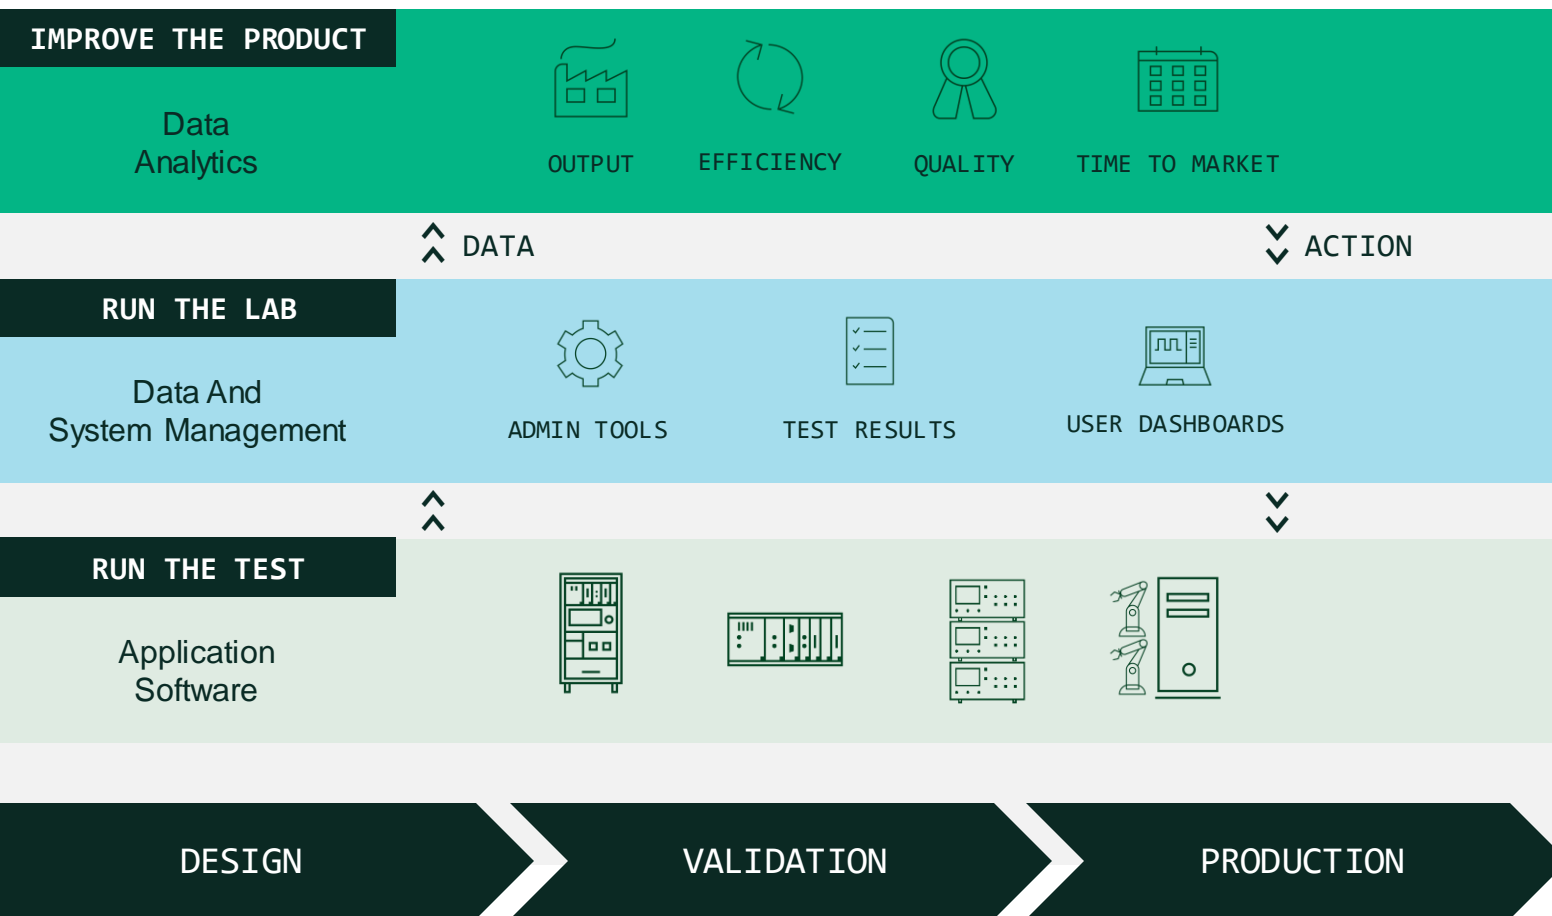 IMPROVE THE PRODUCT
Data
Analytics
OUTPUT
EFFICIENCY
QUALITY
TIME TO MARKET
DATA
ACTION
RUN THE LAB
Data And
System Management
ADMIN TOOLS
TEST RESULTS
USER DASHBOARDS
RUN THE TEST
Application
Software
DESIGN
VALIDATION
PRODUCTION